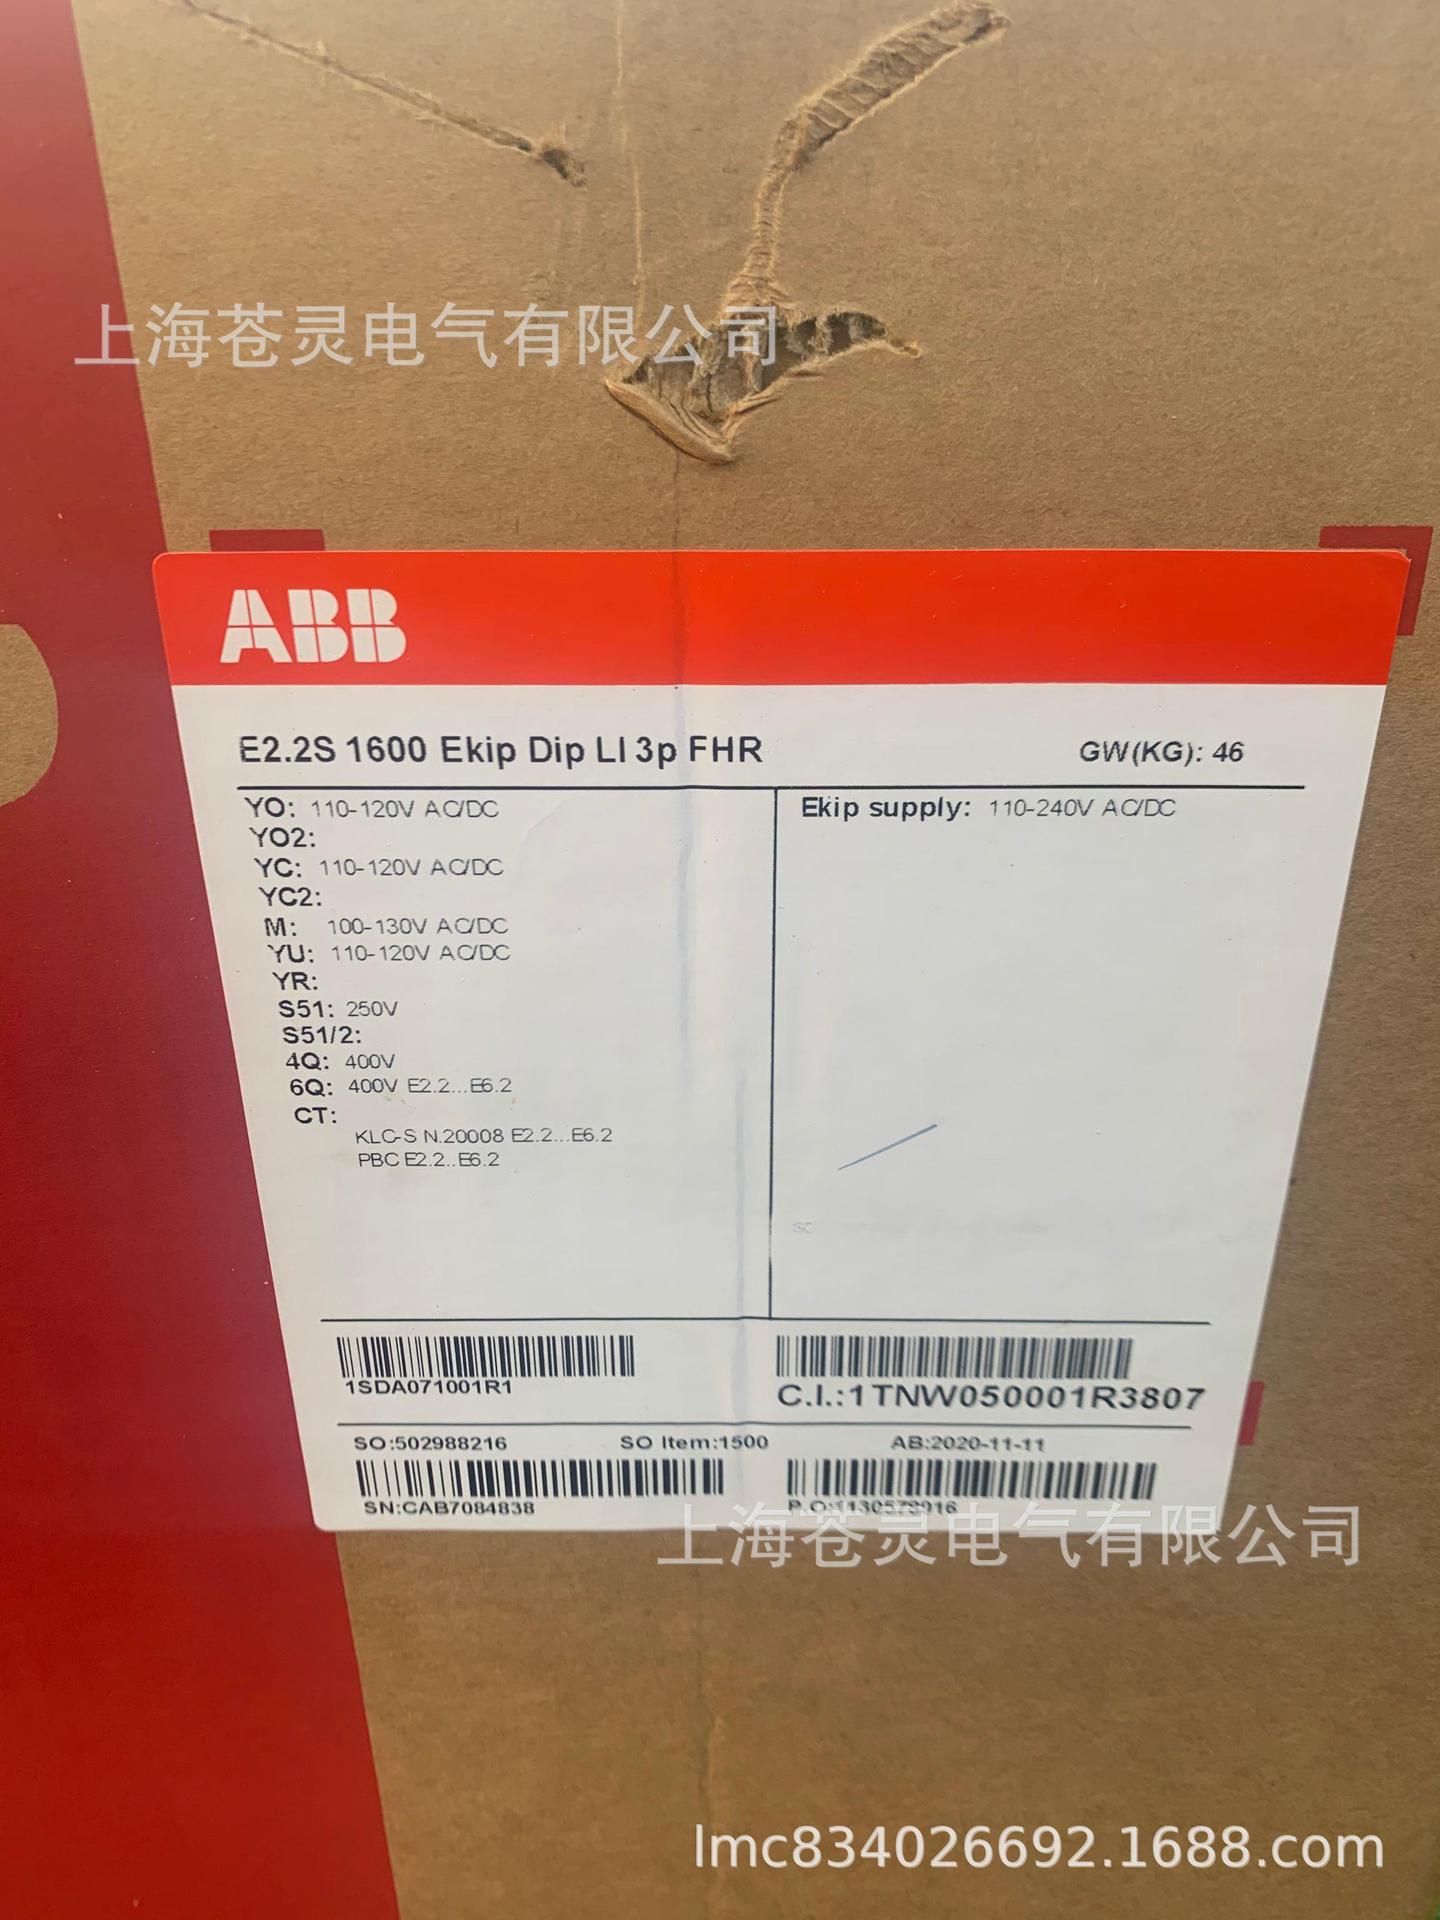 上海苍灵电气有限公司
ABB
E2.2S 1600 Ekip Dip LI 3p FHR
GW(KG): 46
YO: 110-120V AC/DC
YO2:
YC: 110-120V AC/DC
YC2:
M: 100-130V AC/DC
YU: 110-120V AC/DC
YR:
S51: 250V
S51/2:
4Q: 400V
6Q: 400V E2.2...E6.2
CT:
KLC-S N.20008 E2.2...E6.2
PBC E2.2..E6.2
Ekip supply: 110-240V AC/DC
1SDA071001R1
C.I.:1TNW050001R3807
SO:502988216 SO Item:1500 AB:2020-11-11
SN:CAB7084838
P.O:1130578916
上海苍灵电气有限公司
lmc834026692.1688.com